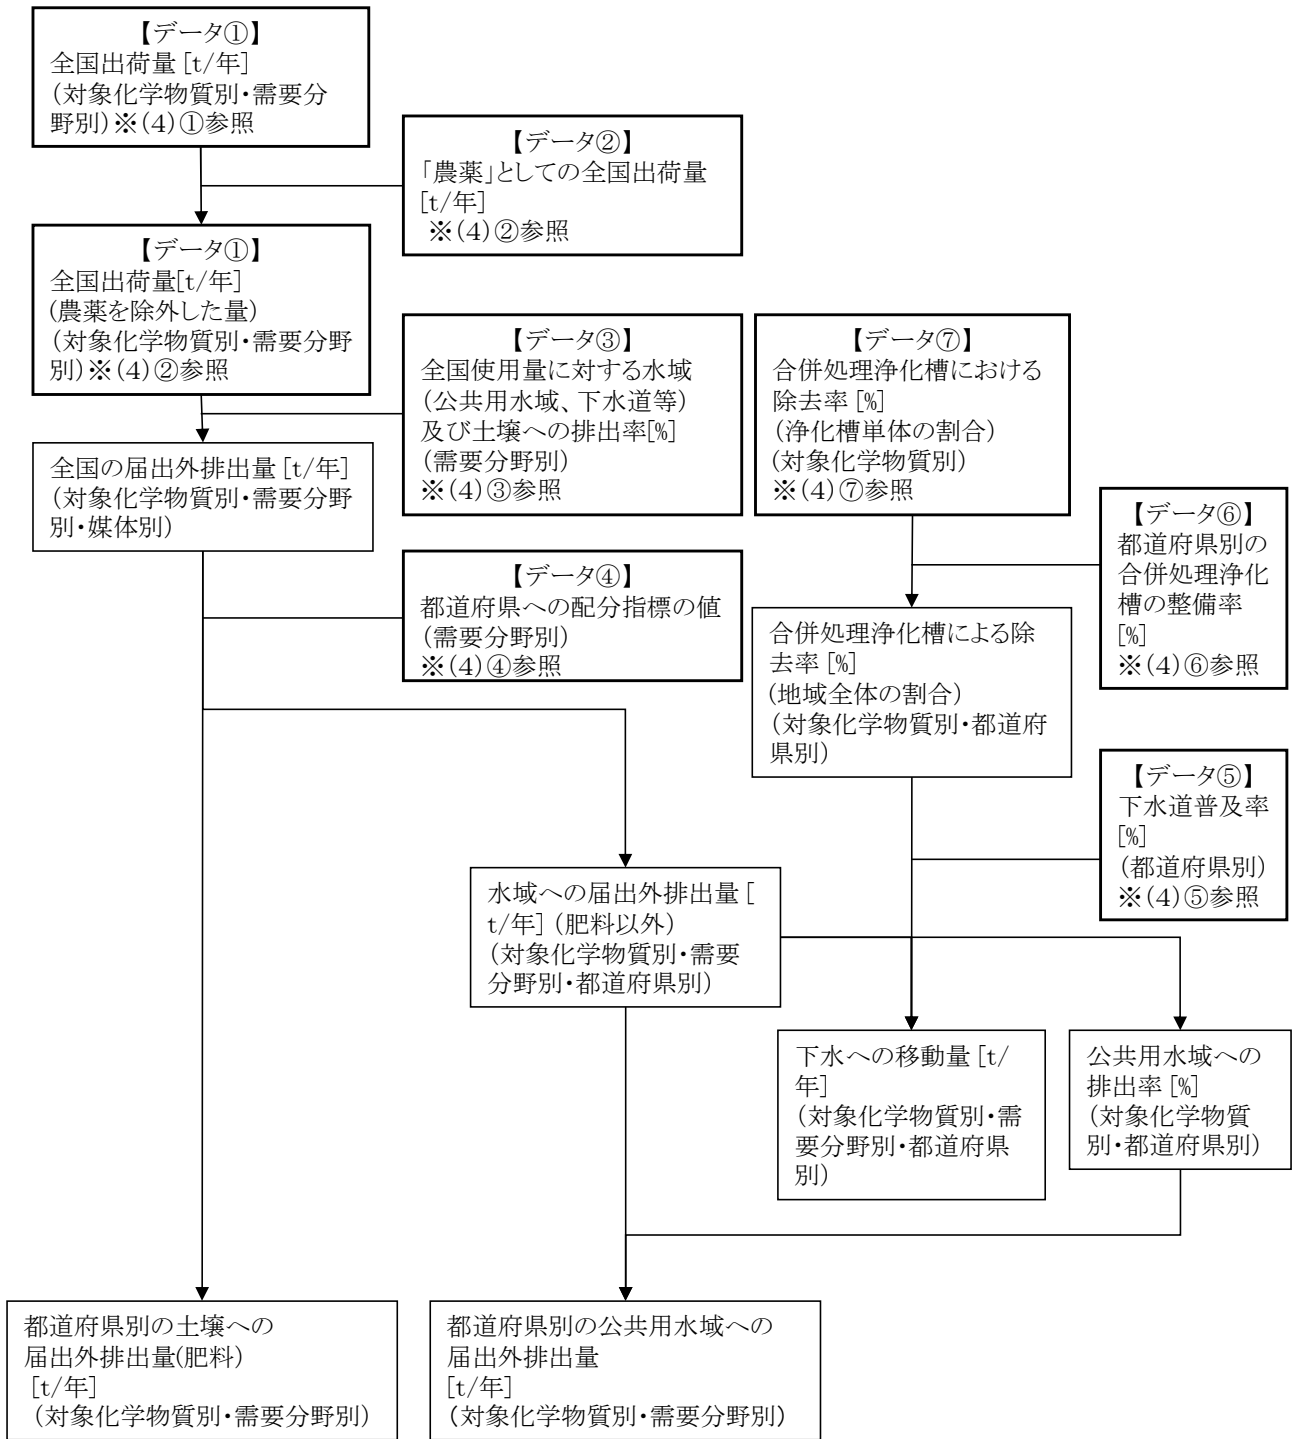 【データ①】
全国出荷量[t/年]
(対象化学物質別・需要分
野別)※(4)①参照
【データ②】
「農薬」としての全国出荷量
[t/年]
※(4)②参照
【データ①】
全国出荷量[t/年]
(農薬を除外した量)
(対象化学物質別・需要分野
別)※(4)②参照
【データ③】
全国使用量に対する水域
(公共用水域、下水道等)
及び土壌への排出率[%]
(需要分野別)
※(4)③参照
【データ⑦】
合併処理浄化槽における
除去率[%]
(浄化槽単体の割合)
(対象化学物質別)
※(4)⑦参照
全国の届出外排出量[t/年]
(対象化学物質別・需要分野
別・媒体別)
【データ⑥】
都道府県別の
合併処理浄化
槽の整備率
[%]
※(4)⑥参照
【データ④】
都道府県への配分指標の値
(需要分野別)
※(4)④参照
合併処理浄化槽による除
去率[%]
(地域全体の割合)
(対象化学物質別・都道府
県別)
【データ⑤】
下水道普及率
[%]
(都道府県別)
※(4)⑤参照
水域への届出外排出量[
t/年](肥料以外)
(対象化学物質別・需要
分野別・都道府県別)
下水への移動量[t/
年]
(対象化学物質別・需
要分野別・都道府県
別)
公共用水域への
排出率[%]
(対象化学物質
別・都道府県別)
都道府県別の土壌への
届出外排出量(肥料)
[t/年]
(対象化学物質別・需要分野別)
都道府県別の公共用水域への
届出外排出量
[t/年]
(対象化学物質別・需要分野別)